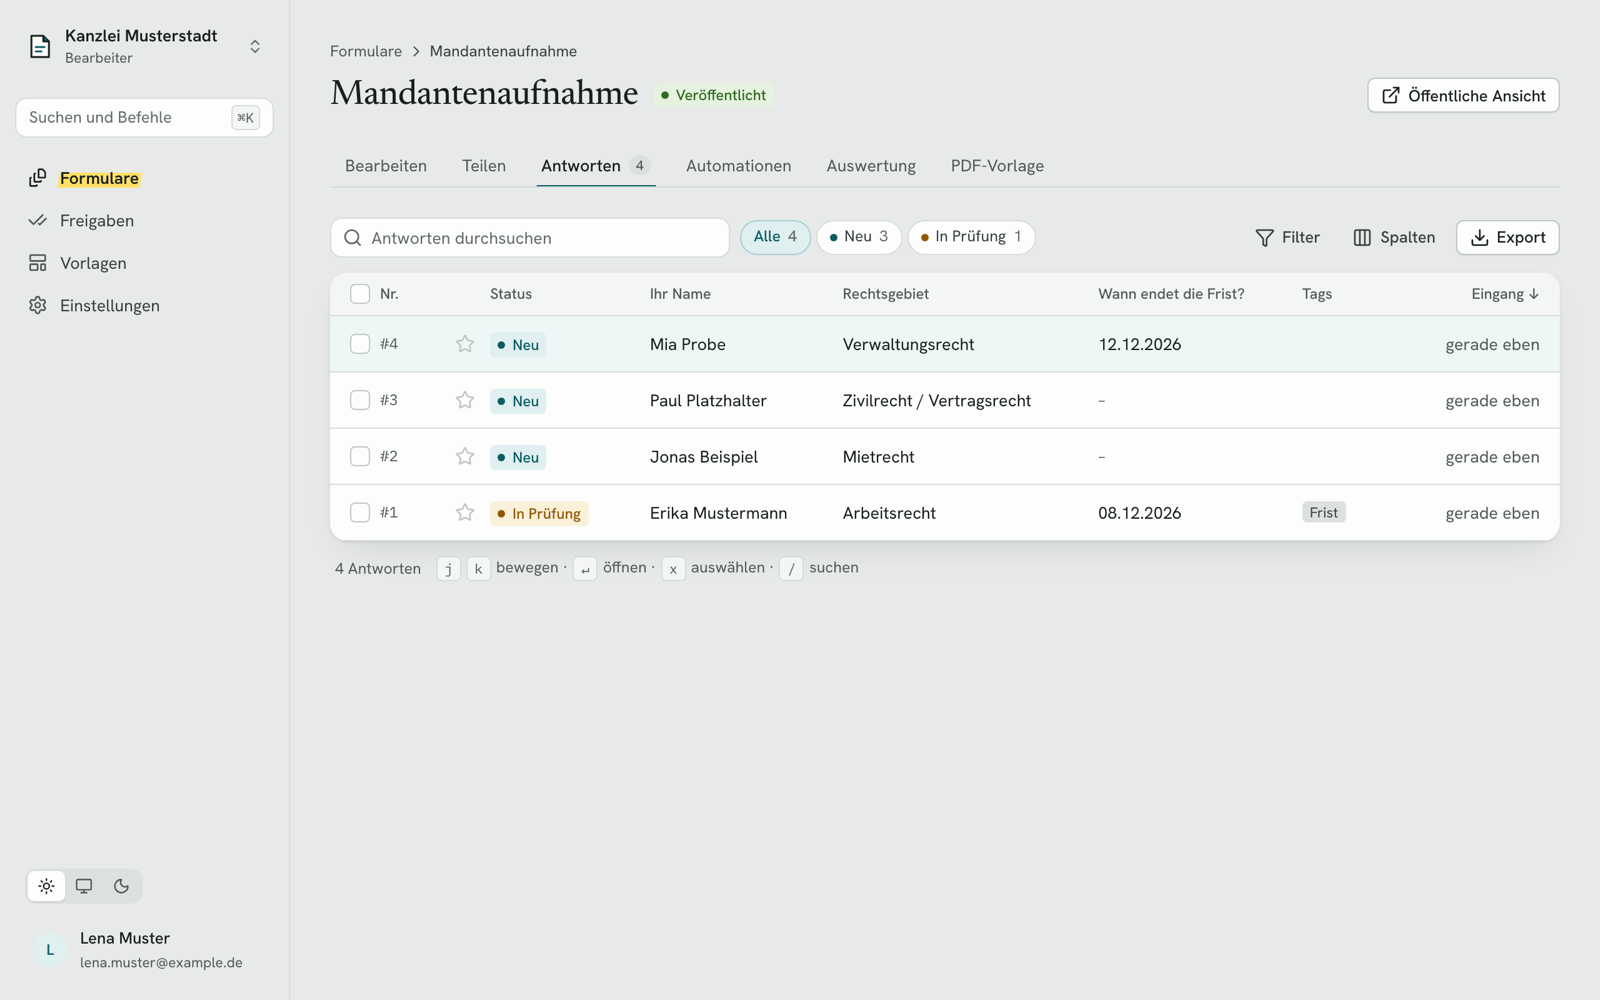 Kanzlei Musterstadt
Bearbeiter
Suchen und Befehle ⌘K
Formulare
Freigaben
Vorlagen
Einstellungen
Lena Muster
L
lena.muster@example.de
Formulare > Mandantenaufnahme
Mandantenaufnahme
Veröffentlicht
Öffentliche Ansicht
Bearbeiten Teilen Antworten 4 Automationen Auswertung PDF-Vorlage
Antworten durchsuchen Alle 4 Neu 3 In Prüfung 1 Filter Spalten Export
Nr. Status Ihr Name Rechtsgebiet Wann endet die Frist? Tags Eingang ↓
#4 Neu Mia Probe Verwaltungsrecht 12.12.2026 gerade eben
#3 Neu Paul Platzhalter Zivilrecht / Vertragsrecht – gerade eben
#2 Neu Jonas Beispiel Mietrecht – gerade eben
#1 In Prüfung Erika Mustermann Arbeitsrecht 08.12.2026 Frist gerade eben
4 Antworten j k bewegen · ↵ öffnen · x auswählen · / suchen